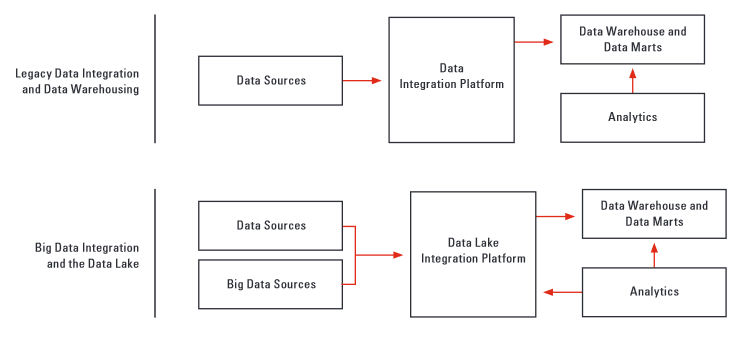 Legacy Data Integration
and Data Warehousing
Data Sources
Data
Integration Platform
Data Warehouse and
Data Marts
Analytics
Big Data Integration
and the Data Lake
Data Sources
Big Data Sources
Data Lake
Integration Platform
Data Warehouse and
Data Marts
Analytics